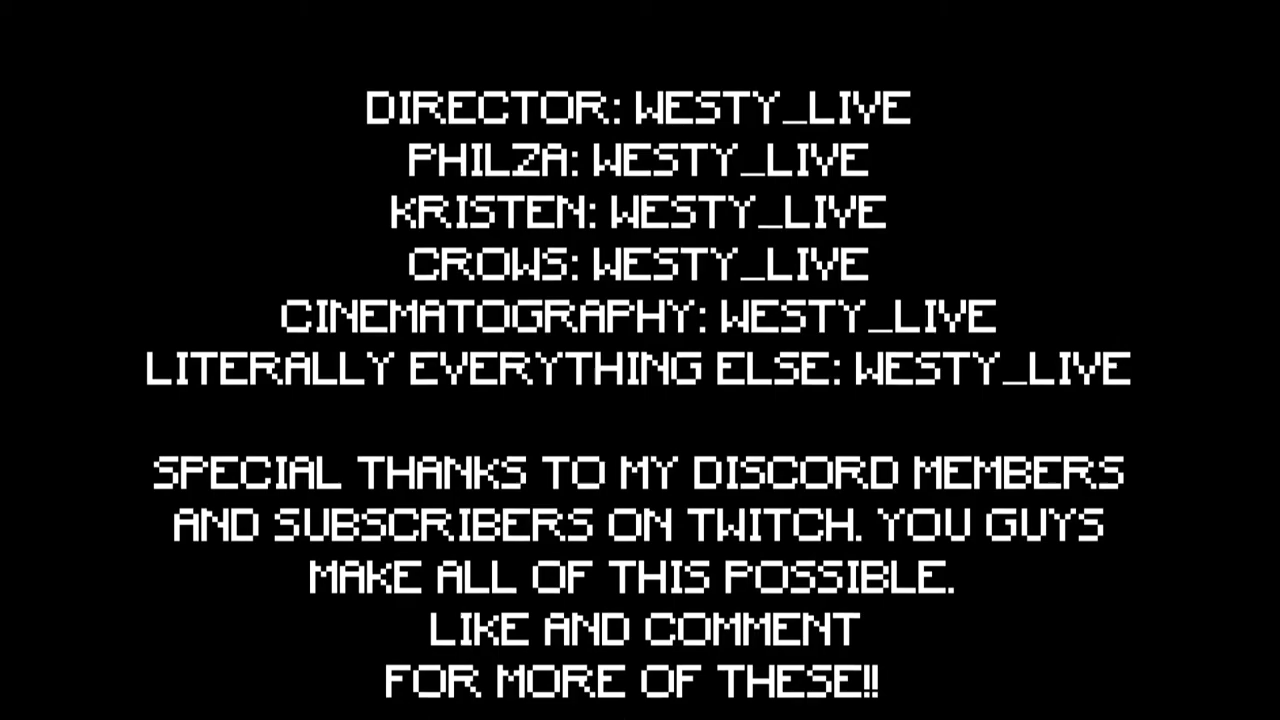 DIRECTOR: WESTY_LIVE
PHILZA: WESTY_LIVE
KRISTEN: WESTY_LIVE
CROWS: WESTY_LIVE
CINEMATOGRAPHY: WESTY_LIVE
LITERALLY EVERYTHING ELSE: WESTY_LIVE
SPECIAL THANKS TO MY DISCORD MEMBERS
AND SUBSCRIBERS ON TWITCH. YOU GUYS
MAKE ALL OF THIS POSSIBLE.
LIKE AND COMMENT
FOR MORE OF THESE!!